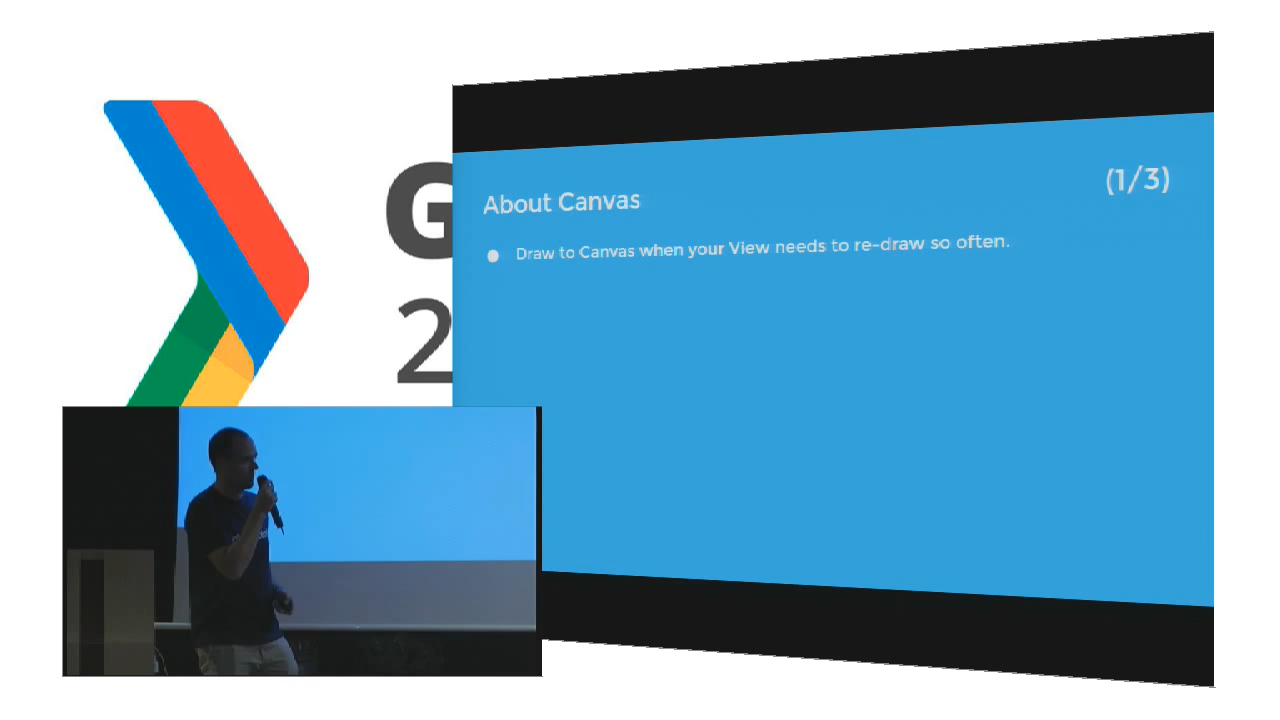 G
2
About Canvas
(1/3)
Draw to Canvas when your View needs to re-draw so often.